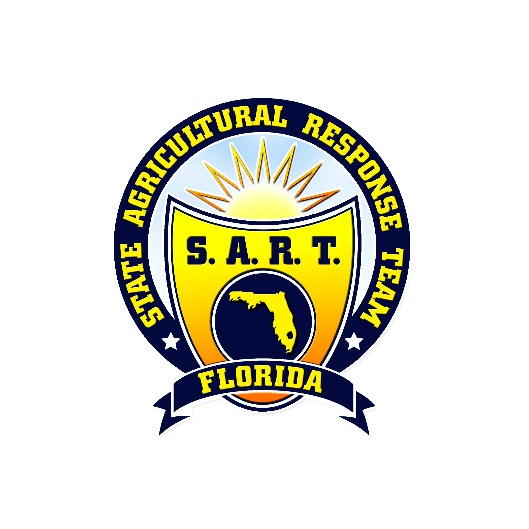 STATE AGRICULTURAL RESPONSE TEAM
S. A. R. T.
FLORIDA